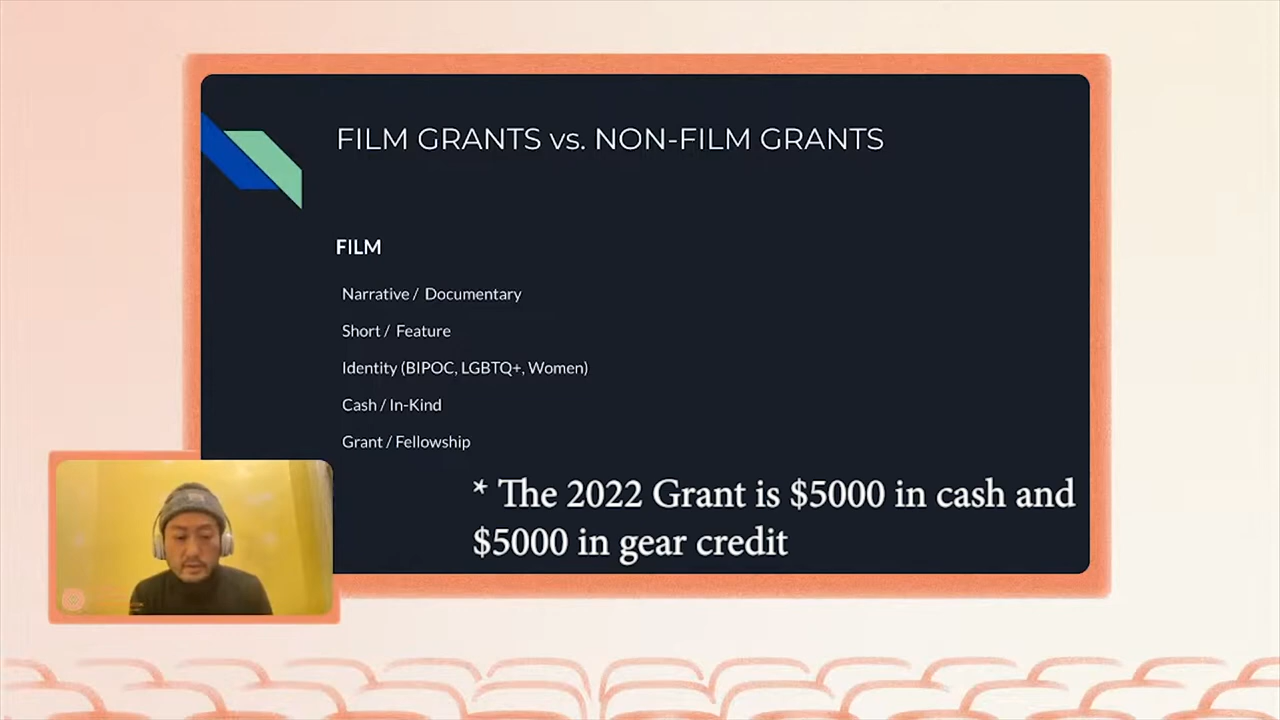 FILM GRANTS vs. NON-FILM GRANTS
FILM
Narrative / Documentary
Short / Feature
Identity (BIPOC, LGBTQ+, Women)
Cash / In-Kind
Grant / Fellowship
* The 2022 Grant is $5000 in cash and
$5000 in gear credit